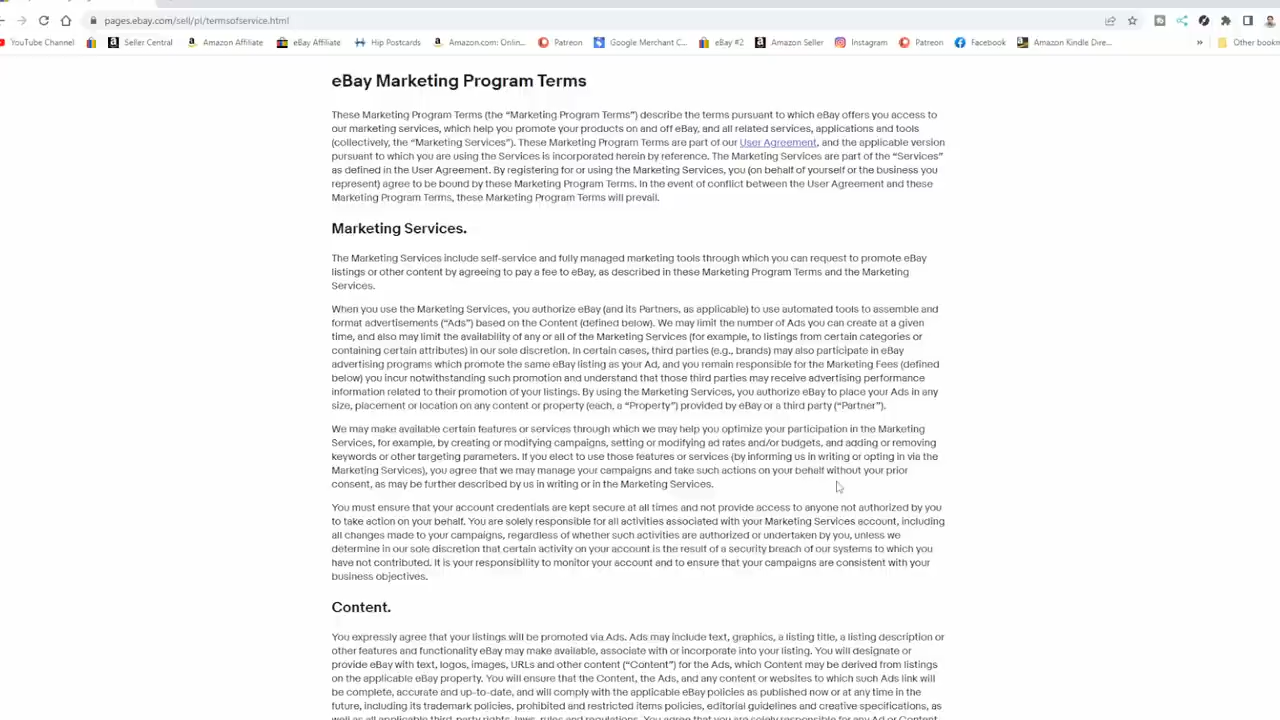 pages.ebay.com/sell/pl/termsofservice.html
YouTube Channel Seller Central Amazon Affiliate eBay Affiliate Hip Postcards Amazon.com: Onlin... Patreon Google Merchant C... eBay #2 Amazon Seller Instagram Patreon Facebook Amazon Kindle Dire... » Other bookm
eBay Marketing Program Terms
These Marketing Program Terms (the “Marketing Program Terms”) describe the terms pursuant to which eBay offers you access to
our marketing services, which help you promote your products on and off eBay, and all related services, applications and tools
(collectively, the “Marketing Services”). These Marketing Program Terms are part of our User Agreement, and the applicable version
pursuant to which you are using the Services is incorporated herein by reference. The Marketing Services are part of the “Services”
as defined in the User Agreement. By registering for or using the Marketing Services, you (on behalf of yourself or the business you
represent) agree to be bound by these Marketing Program Terms. In the event of conflict between the User Agreement and these
Marketing Program Terms, these Marketing Program Terms will prevail.
Marketing Services.
The Marketing Services include self-service and fully managed marketing tools through which you can request to promote eBay
listings or other content by agreeing to pay a fee to eBay, as described in these Marketing Program Terms and the Marketing
Services.
When you use the Marketing Services, you authorize eBay (and its Partners, as applicable) to use automated tools to assemble and
format advertisements (“Ads”) based on the Content (defined below). We may limit the number of Ads you can create at a given
time, and also may limit the availability of any or all of the Marketing Services (for example, to listings from certain categories or
containing certain attributes) in our sole discretion. In certain cases, third parties (e.g., brands) may also participate in eBay
advertising programs which promote the same eBay listing as your Ad, and you remain responsible for the Marketing Fees (defined
below) you incur notwithstanding such promotion and understand that those third parties may receive advertising performance
information related to their promotion of your listings. By using the Marketing Services, you authorize eBay to place your Ads in any
size, placement or location on any content or property (each, a “Property”) provided by eBay or a third party (“Partner”).
We may make available certain features or services through which we may help you optimize your participation in the Marketing
Services, for example, by creating or modifying campaigns, setting or modifying ad rates and/or budgets, and adding or removing
keywords or other targeting parameters. If you elect to use those features or services (by informing us in writing or opting in via the
Marketing Services), you agree that we may manage your campaigns and take such actions on your behalf without your prior
consent, as may be further described by us in writing or in the Marketing Services.
You must ensure that your account credentials are kept secure at all times and not provide access to anyone not authorized by you
to take action on your behalf. You are solely responsible for all activities associated with your Marketing Services account, including
all changes made to your campaigns, regardless of whether such activities are authorized or undertaken by you, unless we
determine in our sole discretion that certain activity on your account is the result of a security breach of our systems to which you
have not contributed. It is your responsibility to monitor your account and to ensure that your campaigns are consistent with your
business objectives.
Content.
You expressly agree that your listings will be promoted via Ads. Ads may include text, graphics, a listing title, a listing description or
other features and functionality eBay may make available, associate with or incorporate into your listing. You will designate or
provide eBay with text, logos, images, URLs and other content (“Content”) for the Ads, which Content may be derived from listings
on the applicable eBay property. You will ensure that the Content, the Ads, and any content or websites to which such Ads link will
be complete, accurate and up-to-date, and will comply with the applicable eBay policies as published now or at any time in the
future, including its trademark policies, prohibited and restricted items policies, editorial guidelines and creative specifications, as
well as all applicable third-party rights, laws, rules and regulations. You agree that you are solely responsible for any Ad or Content